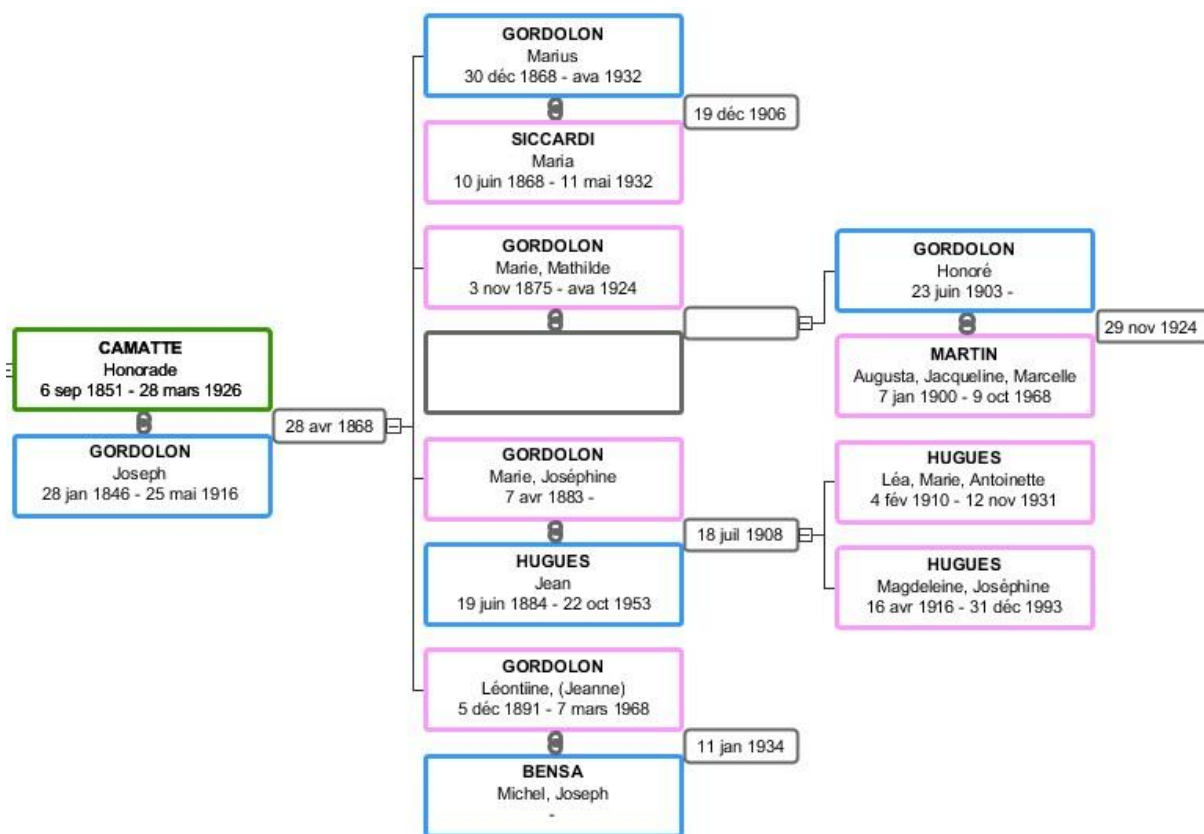 GORDOLON
Marius
30 déc 1868 - ava 1932
19 déc 1906
SICCARDI
Maria
10 juin 1868 - 11 mai 1932
GORDOLON
Marie, Mathilde
3 nov 1875 - ava 1924
GORDOLON
Honoré
23 juin 1903 -
29 nov 1924
MARTIN
Augusta, Jacqueline, Marcelle
7 jan 1900 - 9 oct 1968
CAMATTE
Honorade
6 sep 1851 - 28 mars 1926
28 avr 1868
GORDOLON
Joseph
28 jan 1846 - 25 mai 1916
GORDOLON
Marie, Joséphine
7 avr 1883 -
18 juil 1908
HUGUES
Jean
19 juin 1884 - 22 oct 1953
HUGUES
Léa, Marie, Antoinette
4 fév 1910 - 12 nov 1931
HUGUES
Magdeleine, Joséphine
16 avr 1916 - 31 déc 1993
GORDOLON
Léontiine, (Jeanne)
5 déc 1891 - 7 mars 1968
11 jan 1934
BENSA
Michel, Joseph
-